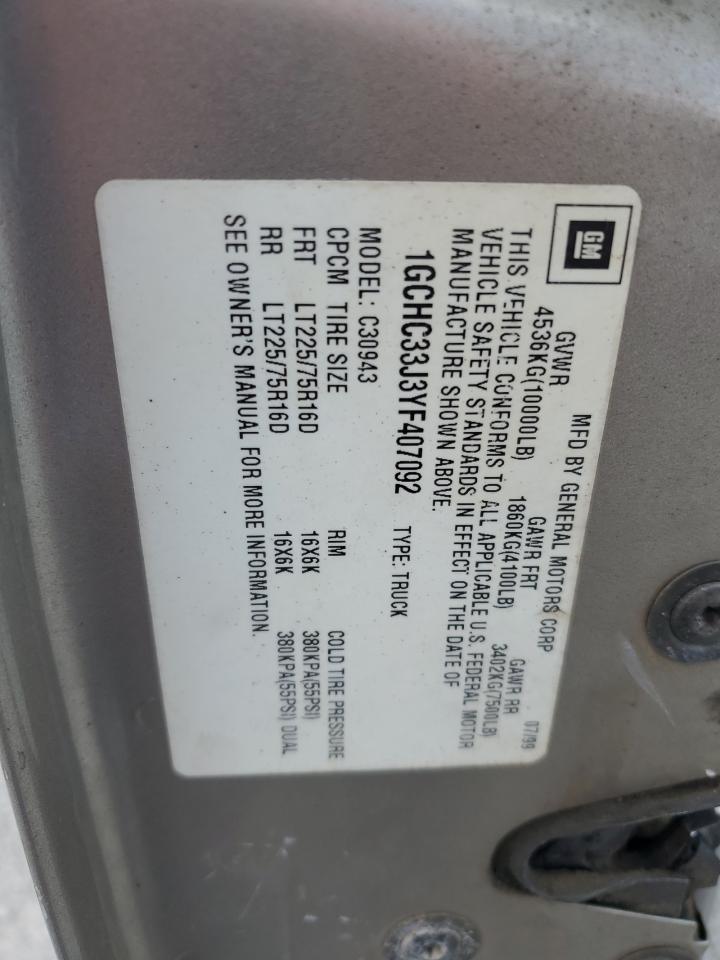 GM
MFD BY GENERAL MOTORS CORP 07/99
GVWR GAWR FRT GAWR RR
4536KG(10000LB) 1860KG(4100LB) 3402KG(7500LB)
THIS VEHICLE CONFORMS TO ALL APPLICABLE U.S. FEDERAL MOTOR
VEHICLE SAFETY STANDARDS IN EFFECT ON THE DATE OF
MANUFACTURE SHOWN ABOVE.
1GCHC33J3YF407092 TYPE: TRUCK
MODEL: C30943
CPCM TIRE SIZE RIM COLD TIRE PRESSURE
FRT LT225/75R16D 16X6K 380KPA(55PSI)
RR LT225/75R16D 16X6K 380KPA(55PSI) DUAL
SEE OWNER'S MANUAL FOR MORE INFORMATION.